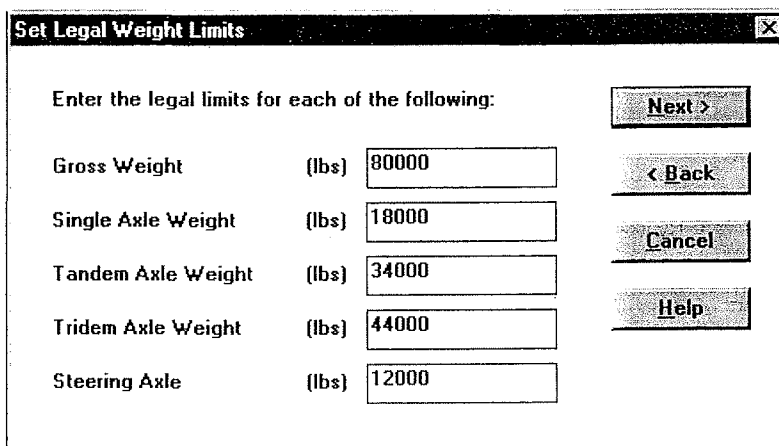 Set Legal Weight Limits
Enter the legal limits for each of the following:
Next >
Gross Weight (lbs) 80000
< Back
Single Axle Weight (lbs) 18000
Cancel
Tandem Axle Weight (lbs) 34000
Help
Tridem Axle Weight (lbs) 44000
Steering Axle (lbs) 12000